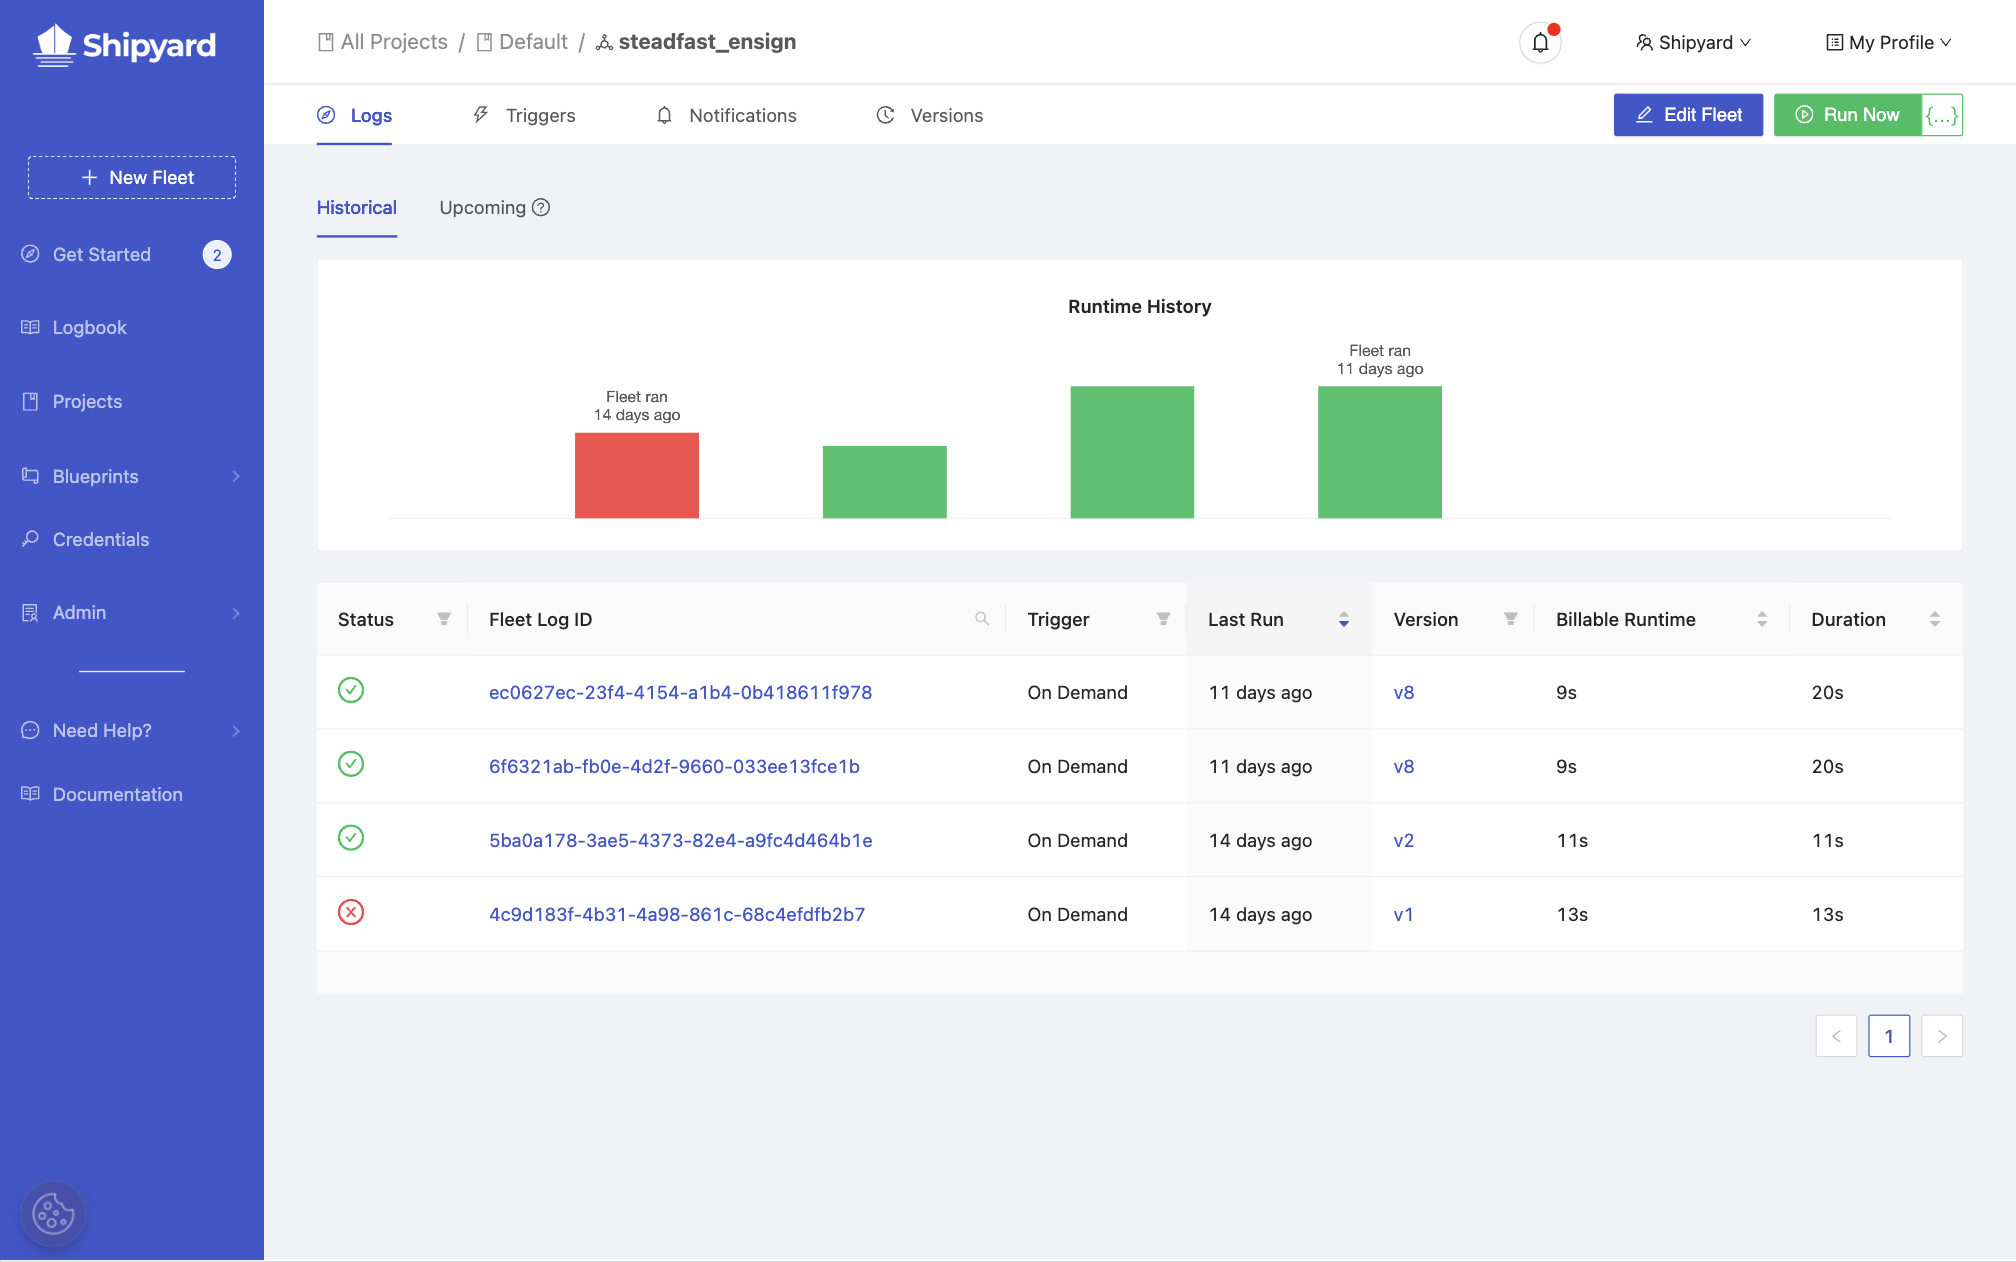 Shipyard
All Projects / Default / steadfast_ensign
Shipyard
My Profile
Logs
Triggers
Notifications
Versions
Edit Fleet
Run Now
{...}
+ New Fleet
Get Started
2
Logbook
Projects
Blueprints
Credentials
Admin
Need Help?
Documentation
Historical
Upcoming ?
Runtime History
Fleet ran
14 days ago
Fleet ran
11 days ago
Status Fleet Log ID Trigger Last Run Version Billable Runtime Duration
ec0627ec-23f4-4154-a1b4-0b418611f978 On Demand 11 days ago v8 9s 20s
6f6321ab-fb0e-4d2f-9660-033ee13fce1b On Demand 11 days ago v8 9s 20s
5ba0a178-3ae5-4373-82e4-a9fc4d464b1e On Demand 14 days ago v2 11s 11s
4c9d183f-4b31-4a98-861c-68c4efdfb2b7 On Demand 14 days ago v1 13s 13s
< 1 >